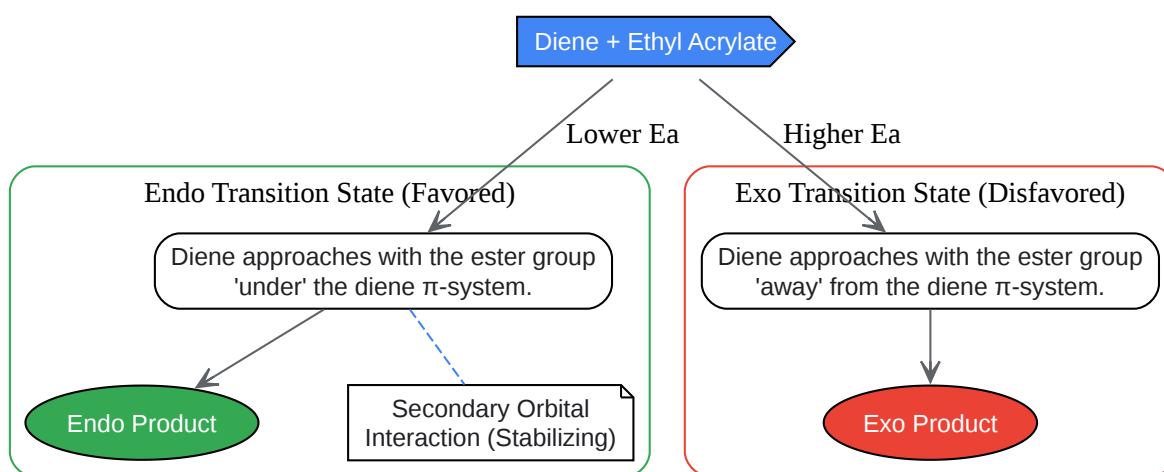 Diene + Ethyl Acrylate
Lower Ea
Higher Ea
Endo Transition State (Favored)
Diene approaches with the ester group
'under' the diene π-system.
Endo Product
Secondary Orbital
Interaction (Stabilizing)
Exo Transition State (Disfavored)
Diene approaches with the ester group
'away' from the diene π-system.
Exo Product